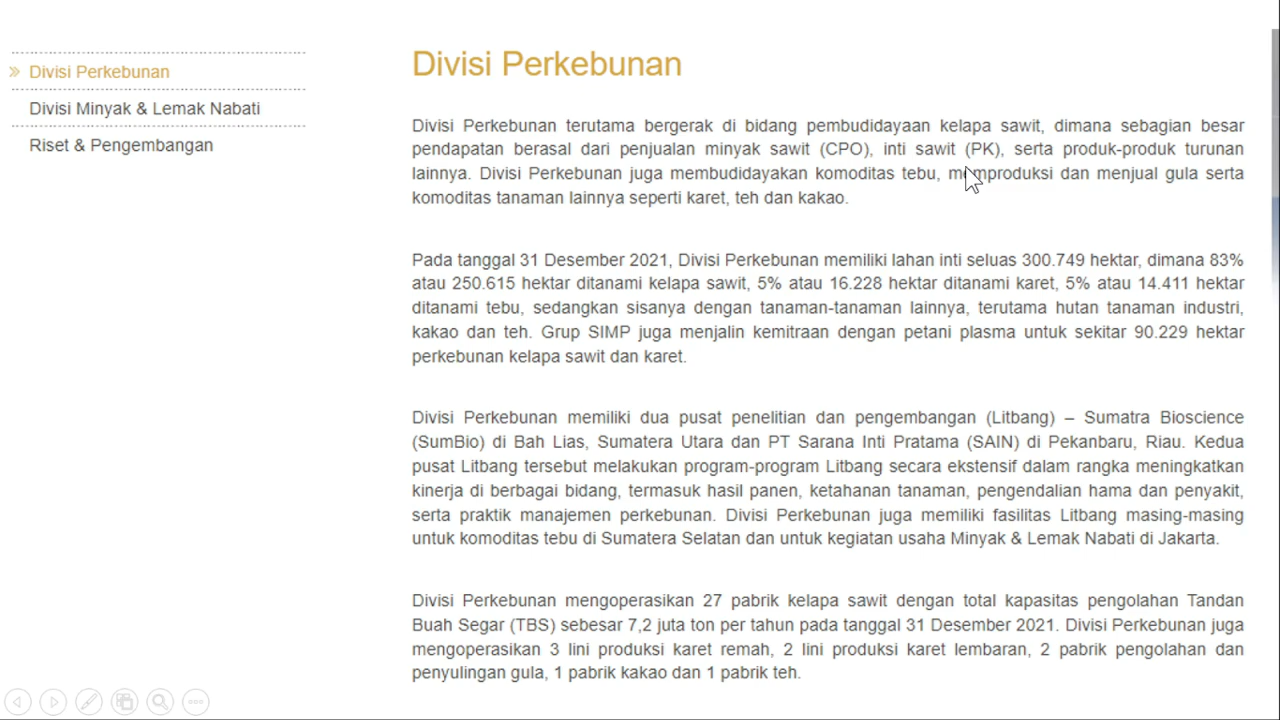 Divisi Perkebunan
Divisi Minyak & Lemak Nabati
Riset & Pengembangan
Divisi Perkebunan
Divisi Perkebunan terutama bergerak di bidang pembudidayaan kelapa sawit, dimana sebagian besar
pendapatan berasal dari penjualan minyak sawit (CPO), inti sawit (PK), serta produk-produk turunan
lainnya. Divisi Perkebunan juga membudidayakan komoditas tebu, memproduksi dan menjual gula serta
komoditas tanaman lainnya seperti karet, teh dan kakao.
Pada tanggal 31 Desember 2021, Divisi Perkebunan memiliki lahan inti seluas 300.749 hektar, dimana 83%
atau 250.615 hektar ditanami kelapa sawit, 5% atau 16.228 hektar ditanami karet, 5% atau 14.411 hektar
ditanami tebu, sedangkan sisanya dengan tanaman-tanaman lainnya, terutama hutan tanaman industri,
kakao dan teh. Grup SIMP juga menjalin kemitraan dengan petani plasma untuk sekitar 90.229 hektar
perkebunan kelapa sawit dan karet.
Divisi Perkebunan memiliki dua pusat penelitian dan pengembangan (Litbang) – Sumatra Bioscience
(SumBio) di Bah Lias, Sumatera Utara dan PT Sarana Inti Pratama (SAIN) di Pekanbaru, Riau. Kedua
pusat Litbang tersebut melakukan program-program Litbang secara ekstensif dalam rangka meningkatkan
kinerja di berbagai bidang, termasuk hasil panen, ketahanan tanaman, pengendalian hama dan penyakit,
serta praktik manajemen perkebunan. Divisi Perkebunan juga memiliki fasilitas Litbang masing-masing
untuk komoditas tebu di Sumatera Selatan dan untuk kegiatan usaha Minyak & Lemak Nabati di Jakarta.
Divisi Perkebunan mengoperasikan 27 pabrik kelapa sawit dengan total kapasitas pengolahan Tandan
Buah Segar (TBS) sebesar 7,2 juta ton per tahun pada tanggal 31 Desember 2021. Divisi Perkebunan juga
mengoperasikan 3 lini produksi karet remah, 2 lini produksi karet lembaran, 2 pabrik pengolahan dan
penyulingan gula, 1 pabrik kakao dan 1 pabrik teh.